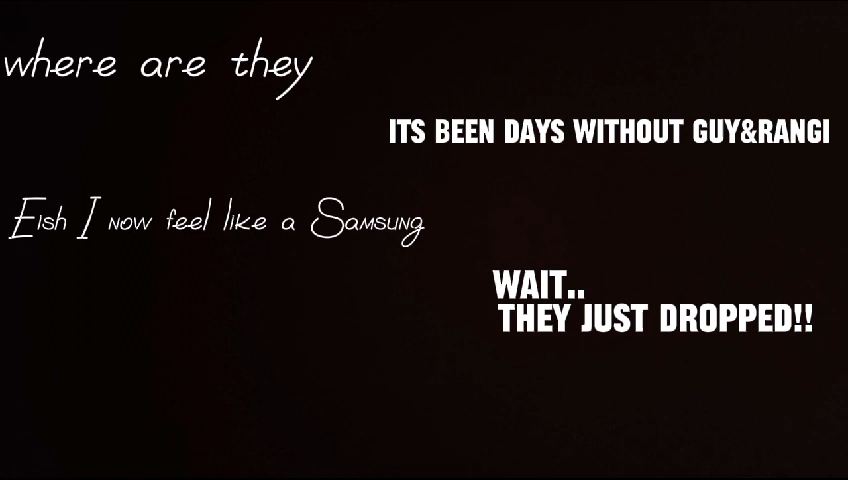 where are they
ITS BEEN DAYS WITHOUT GUY&RANGI
Eish I now feel like a Samsung
WAIT..
THEY JUST DROPPED!!